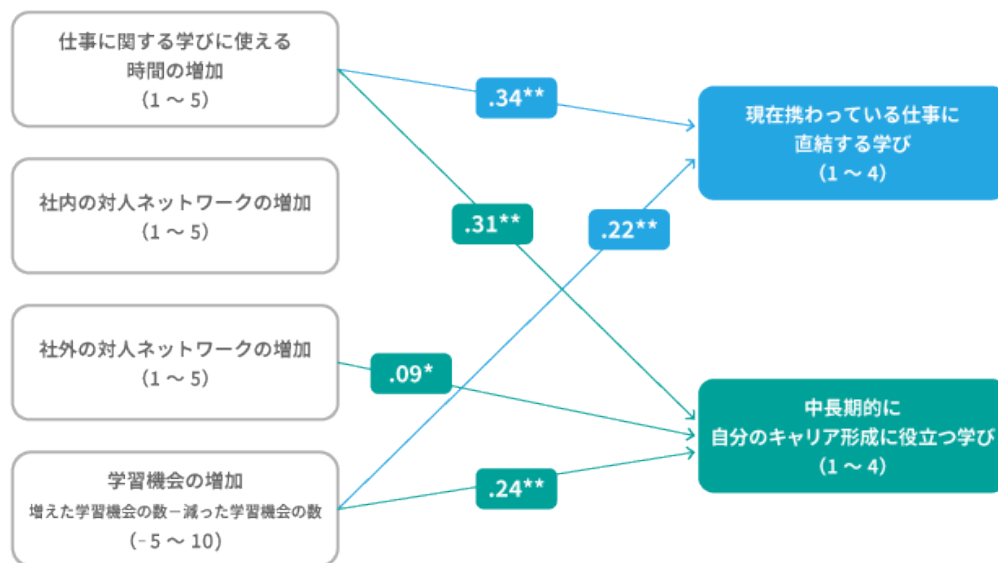 仕事に関する学びに使える
時間の増加
（1 〜 5）
社内の対人ネットワークの増加
（1 〜 5）
社外の対人ネットワークの増加
（1 〜 5）
学習機会の増加
増えた学習機会の数－減った学習機会の数
（- 5 〜 10）
.34**
.31**
.22**
.09*
.24**
現在携わっている仕事に
直結する学び
（1 〜 4）
中長期的に
自分のキャリア形成に役立つ学び
（1 〜 4）